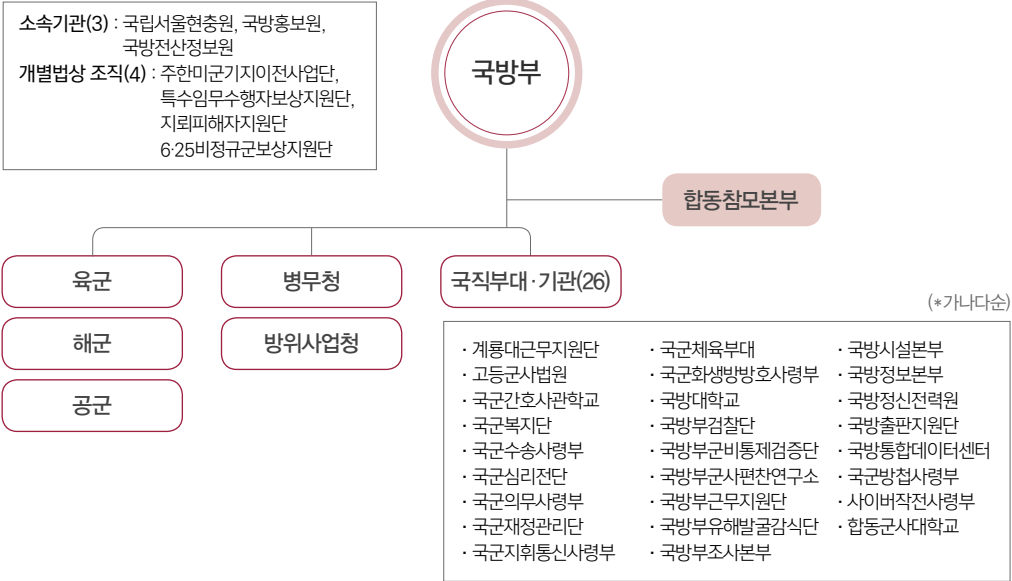 소속기관(3) : 국립서울현충원, 국방홍보원,
국방전산정보원
개별법상 조직(4) : 주한미군기지이전사업단,
특수임무수행자보상지원단,
지뢰피해자지원단
6·25비정규군보상지원단
국방부
합동참모본부
육군
해군
공군
병무청
방위사업청
국직부대·기관(26)
(*가나다순)
· 계룡대근무지원단
· 고등군사법원
· 국군간호사관학교
· 국군복지단
· 국군수송사령부
· 국군심리전단
· 국군의무사령부
· 국군재정관리단
· 국군지휘통신사령부
· 국군체육부대
· 국군화생방방호사령부
· 국방대학교
· 국방부검찰단
· 국방부군비통제검증단
· 국방부군사편찬연구소
· 국방부근무지원단
· 국방부유해발굴감식단
· 국방부조사본부
· 국방시설본부
· 국방정보본부
· 국방정신전력원
· 국방출판지원단
· 국방통합데이터센터
· 국군방첩사령부
· 사이버작전사령부
· 합동군사대학교